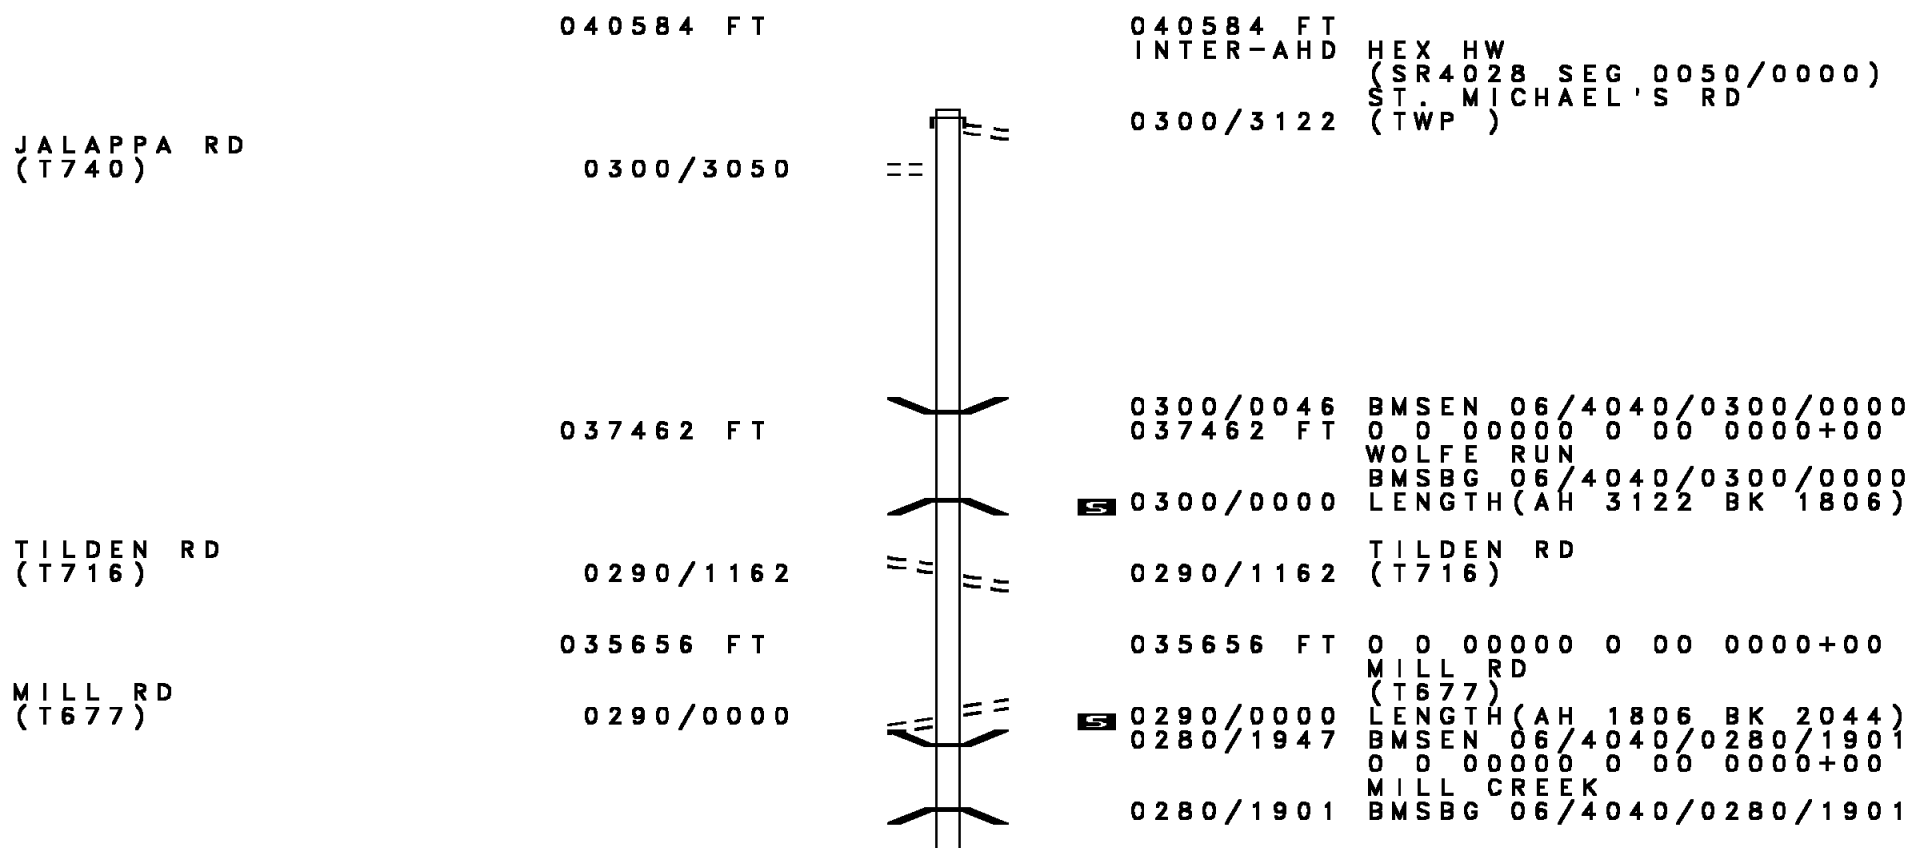 040584 FT 040584 FT
INTER-AHD HEX HW
(SR4028 SEG 0050/0000)
ST. MICHAEL'S RD
0300/3122 (TWP )
JALAPPA RD
(T740) 0300/3050
0300/0046 BMSEN 06/4040/0300/0000
037462 FT 037462 FT 0 0 00000 0 00 0000+00
WOLFE RUN
BMSBG 06/4040/0300/0000
S 0300/0000 LENGTH(AH 3122 BK 1806)
TILDEN RD TILDEN RD
(T716) 0290/1162 0290/1162 (T716)
035656 FT 035656 FT 0 0 00000 0 00 0000+00
MILL RD
MILL RD (T677)
(T677) 0290/0000 S 0290/0000 LENGTH(AH 1806 BK 2044)
0280/1947 BMSEN 06/4040/0280/1901
0 0 00000 0 00 0000+00
MILL CREEK
0280/1901 BMSBG 06/4040/0280/1901